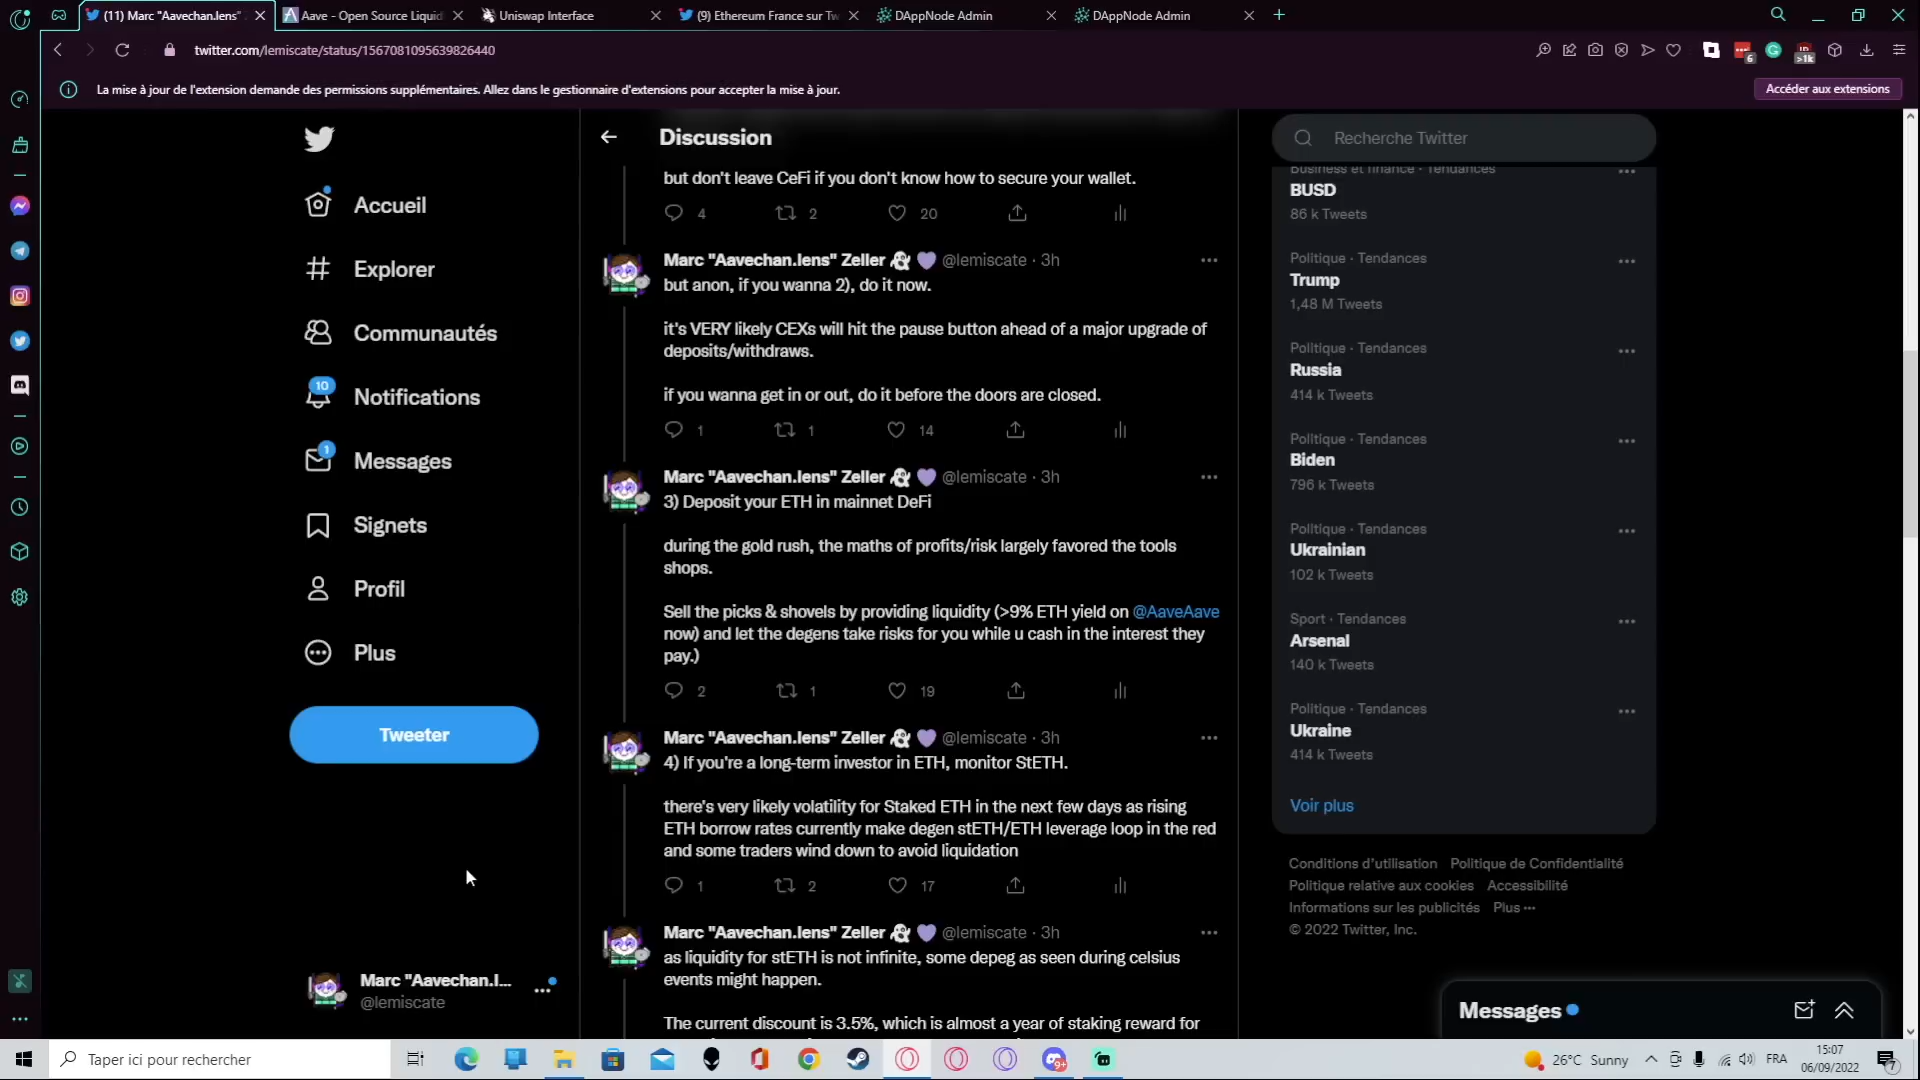 (11) Marc "Aavechan.lens"
Aave - Open Source Liquid
Uniswap Interface
(9) Ethereum France sur Tw
DAppNode Admin
DAppNode Admin
twitter.com/lemiscate/status/1567081095639826440
6
>1k
La mise à jour de l'extension demande des permissions supplémentaires. Allez dans le gestionnaire d'extensions pour accepter la mise à jour.
Accéder aux extensions
Accueil
Explorer
Communautés
10
Notifications
1
Messages
Signets
Profil
Plus
Tweeter
Marc "Aavechan.l...
@lemiscate
Discussion
but don't leave CeFi if you don't know how to secure your wallet.
4 2 20
Marc "Aavechan.lens" Zeller 👻 💜 @lemiscate · 3h
but anon, if you wanna 2), do it now.
it's VERY likely CEXs will hit the pause button ahead of a major upgrade of
deposits/withdraws.
if you wanna get in or out, do it before the doors are closed.
1 1 14
Marc "Aavechan.lens" Zeller 👻 💜 @lemiscate · 3h
3) Deposit your ETH in mainnet DeFi
during the gold rush, the maths of profits/risk largely favored the tools
shops.
Sell the picks & shovels by providing liquidity (>9% ETH yield on @AaveAave
now) and let the degens take risks for you while u cash in the interest they
pay.)
2 1 19
Marc "Aavechan.lens" Zeller 👻 💜 @lemiscate · 3h
4) If you're a long-term investor in ETH, monitor StETH.
there's very likely volatility for Staked ETH in the next few days as rising
ETH borrow rates currently make degen stETH/ETH leverage loop in the red
and some traders wind down to avoid liquidation
1 2 17
Marc "Aavechan.lens" Zeller 👻 💜 @lemiscate · 3h
as liquidity for stETH is not infinite, some depeg as seen during celsius
events might happen.
The current discount is 3.5%, which is almost a year of staking reward for
Recherche Twitter
Business et finance · Tendances
BUSD
86 k Tweets
Politique · Tendances
Trump
1,48 M Tweets
Politique · Tendances
Russia
414 k Tweets
Politique · Tendances
Biden
796 k Tweets
Politique · Tendances
Ukrainian
102 k Tweets
Sport · Tendances
Arsenal
140 k Tweets
Politique · Tendances
Ukraine
414 k Tweets
Voir plus
Conditions d'utilisation Politique de Confidentialité
Politique relative aux cookies Accessibilité
Informations sur les publicités Plus ···
© 2022 Twitter, Inc.
Messages
Taper ici pour rechercher
9+
26°C Sunny
FRA
15:07
06/09/2022
7